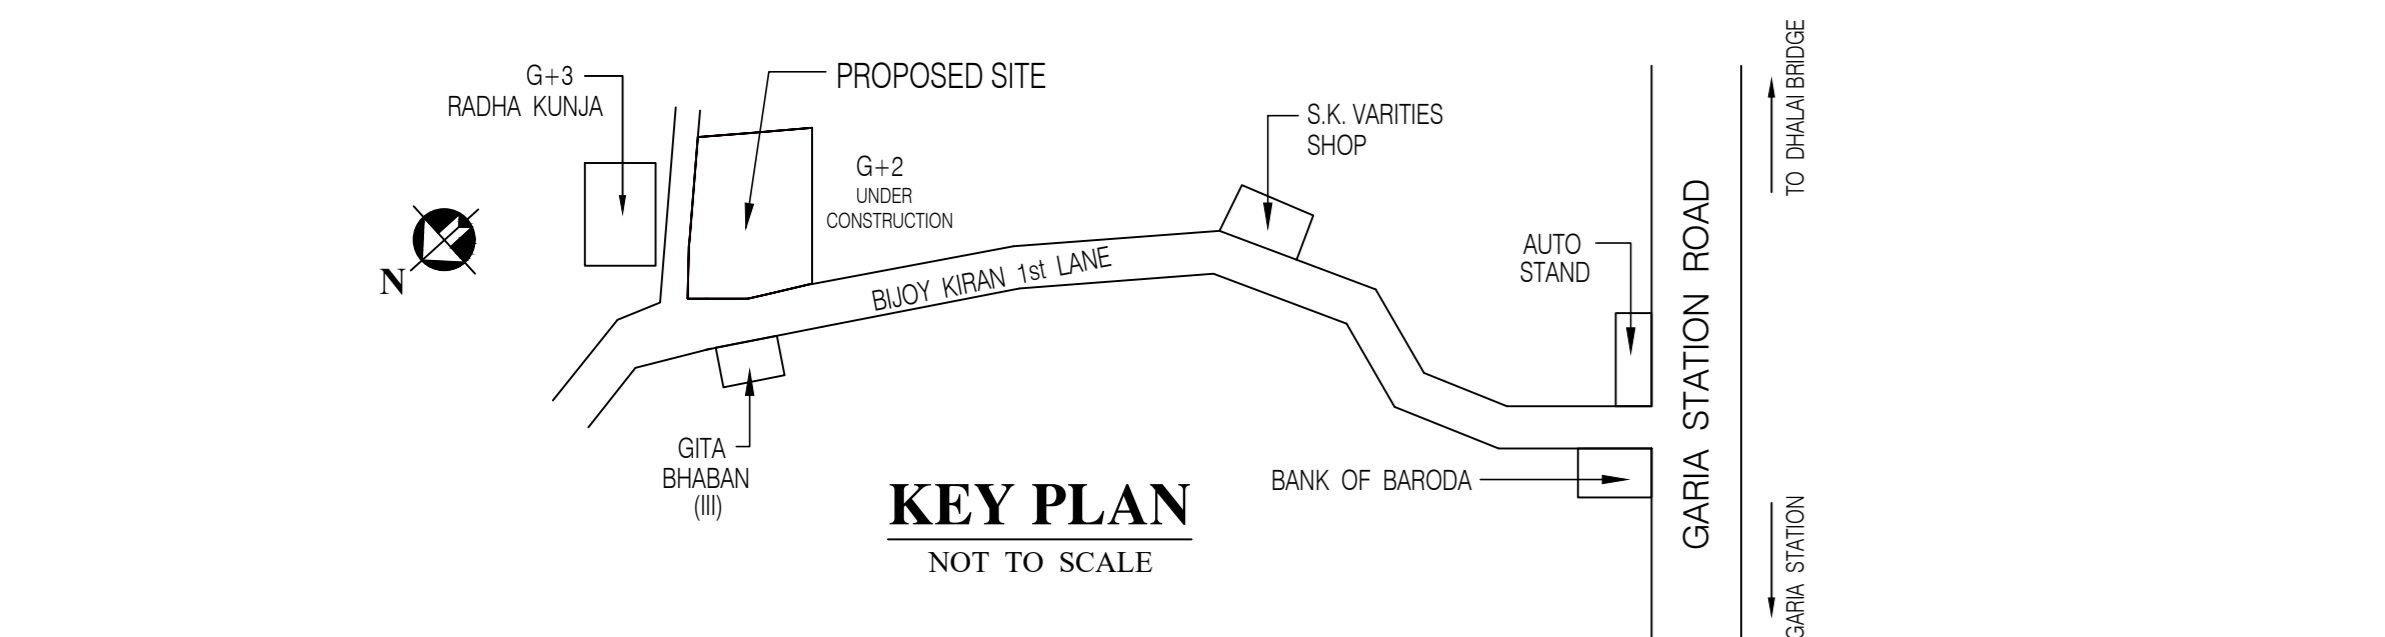 G+3
RADHA KUNJA
PROPOSED SITE
G+2
UNDER
CONSTRUCTION
S.K. VARITIES
SHOP
TO DHALAI BRIDGE
N
BIJOY KIRAN 1st LANE
AUTO
STAND
GARIA STATION ROAD
GITA
BHABAN
(III)
BANK OF BARODA
KEY PLAN
NOT TO SCALE
GARIA STATION